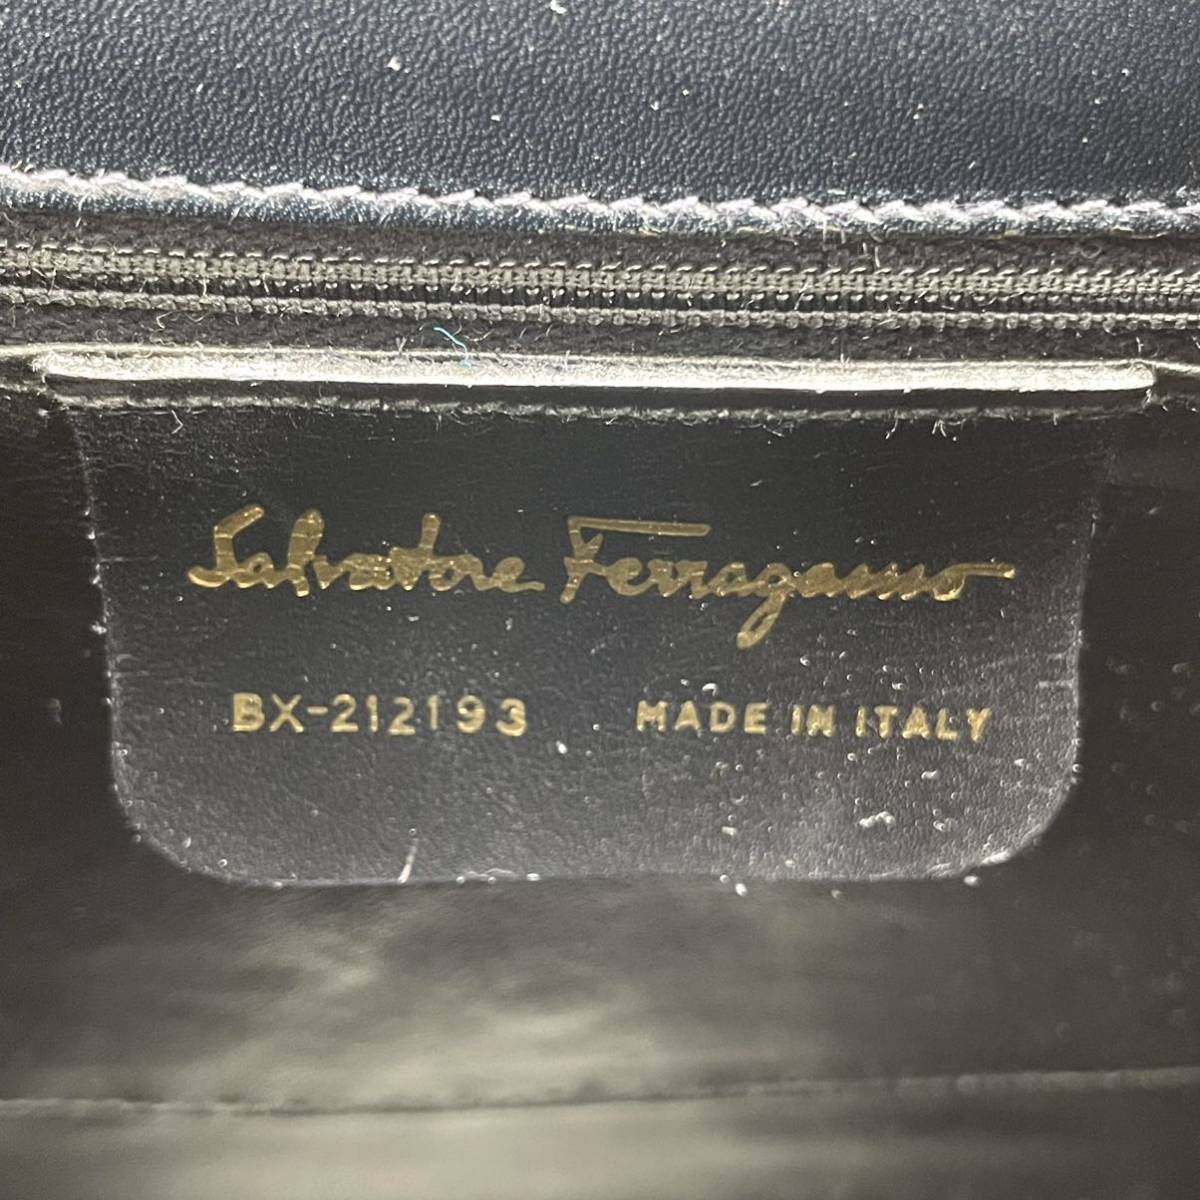 Salvatore Ferragamo
BX-212193 MADE IN ITALY